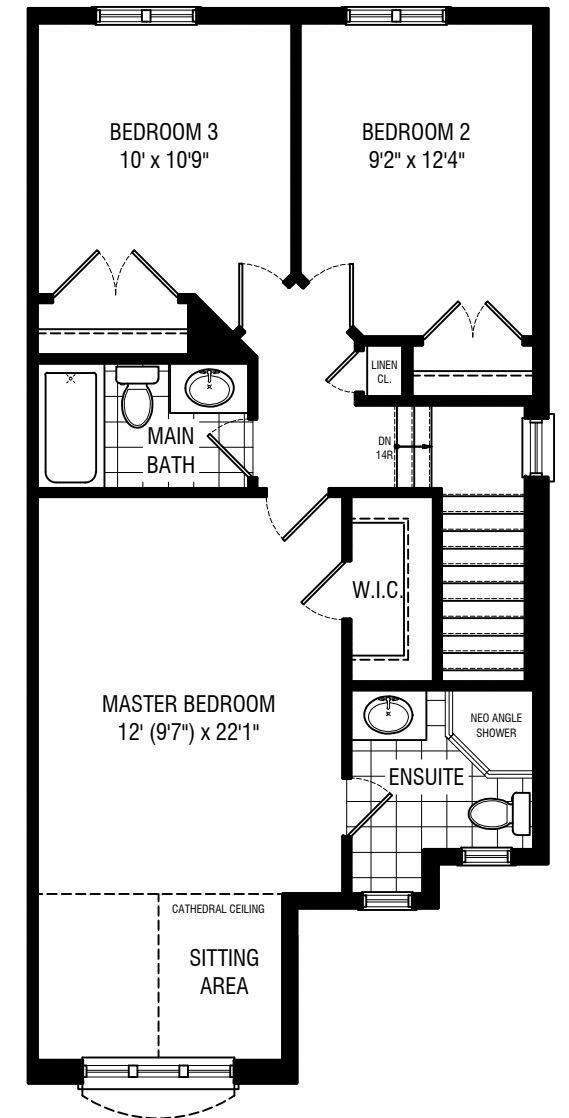 BEDROOM 3
10' x 10'9"
BEDROOM 2
9'2" x 12'4"
LINEN
CL.
MAIN
BATH
DN
14R
W.I.C.
MASTER BEDROOM
12' (9'7") x 22'1"
NEO ANGLE
SHOWER
ENSUITE
CATHEDRAL CEILING
SITTING
AREA